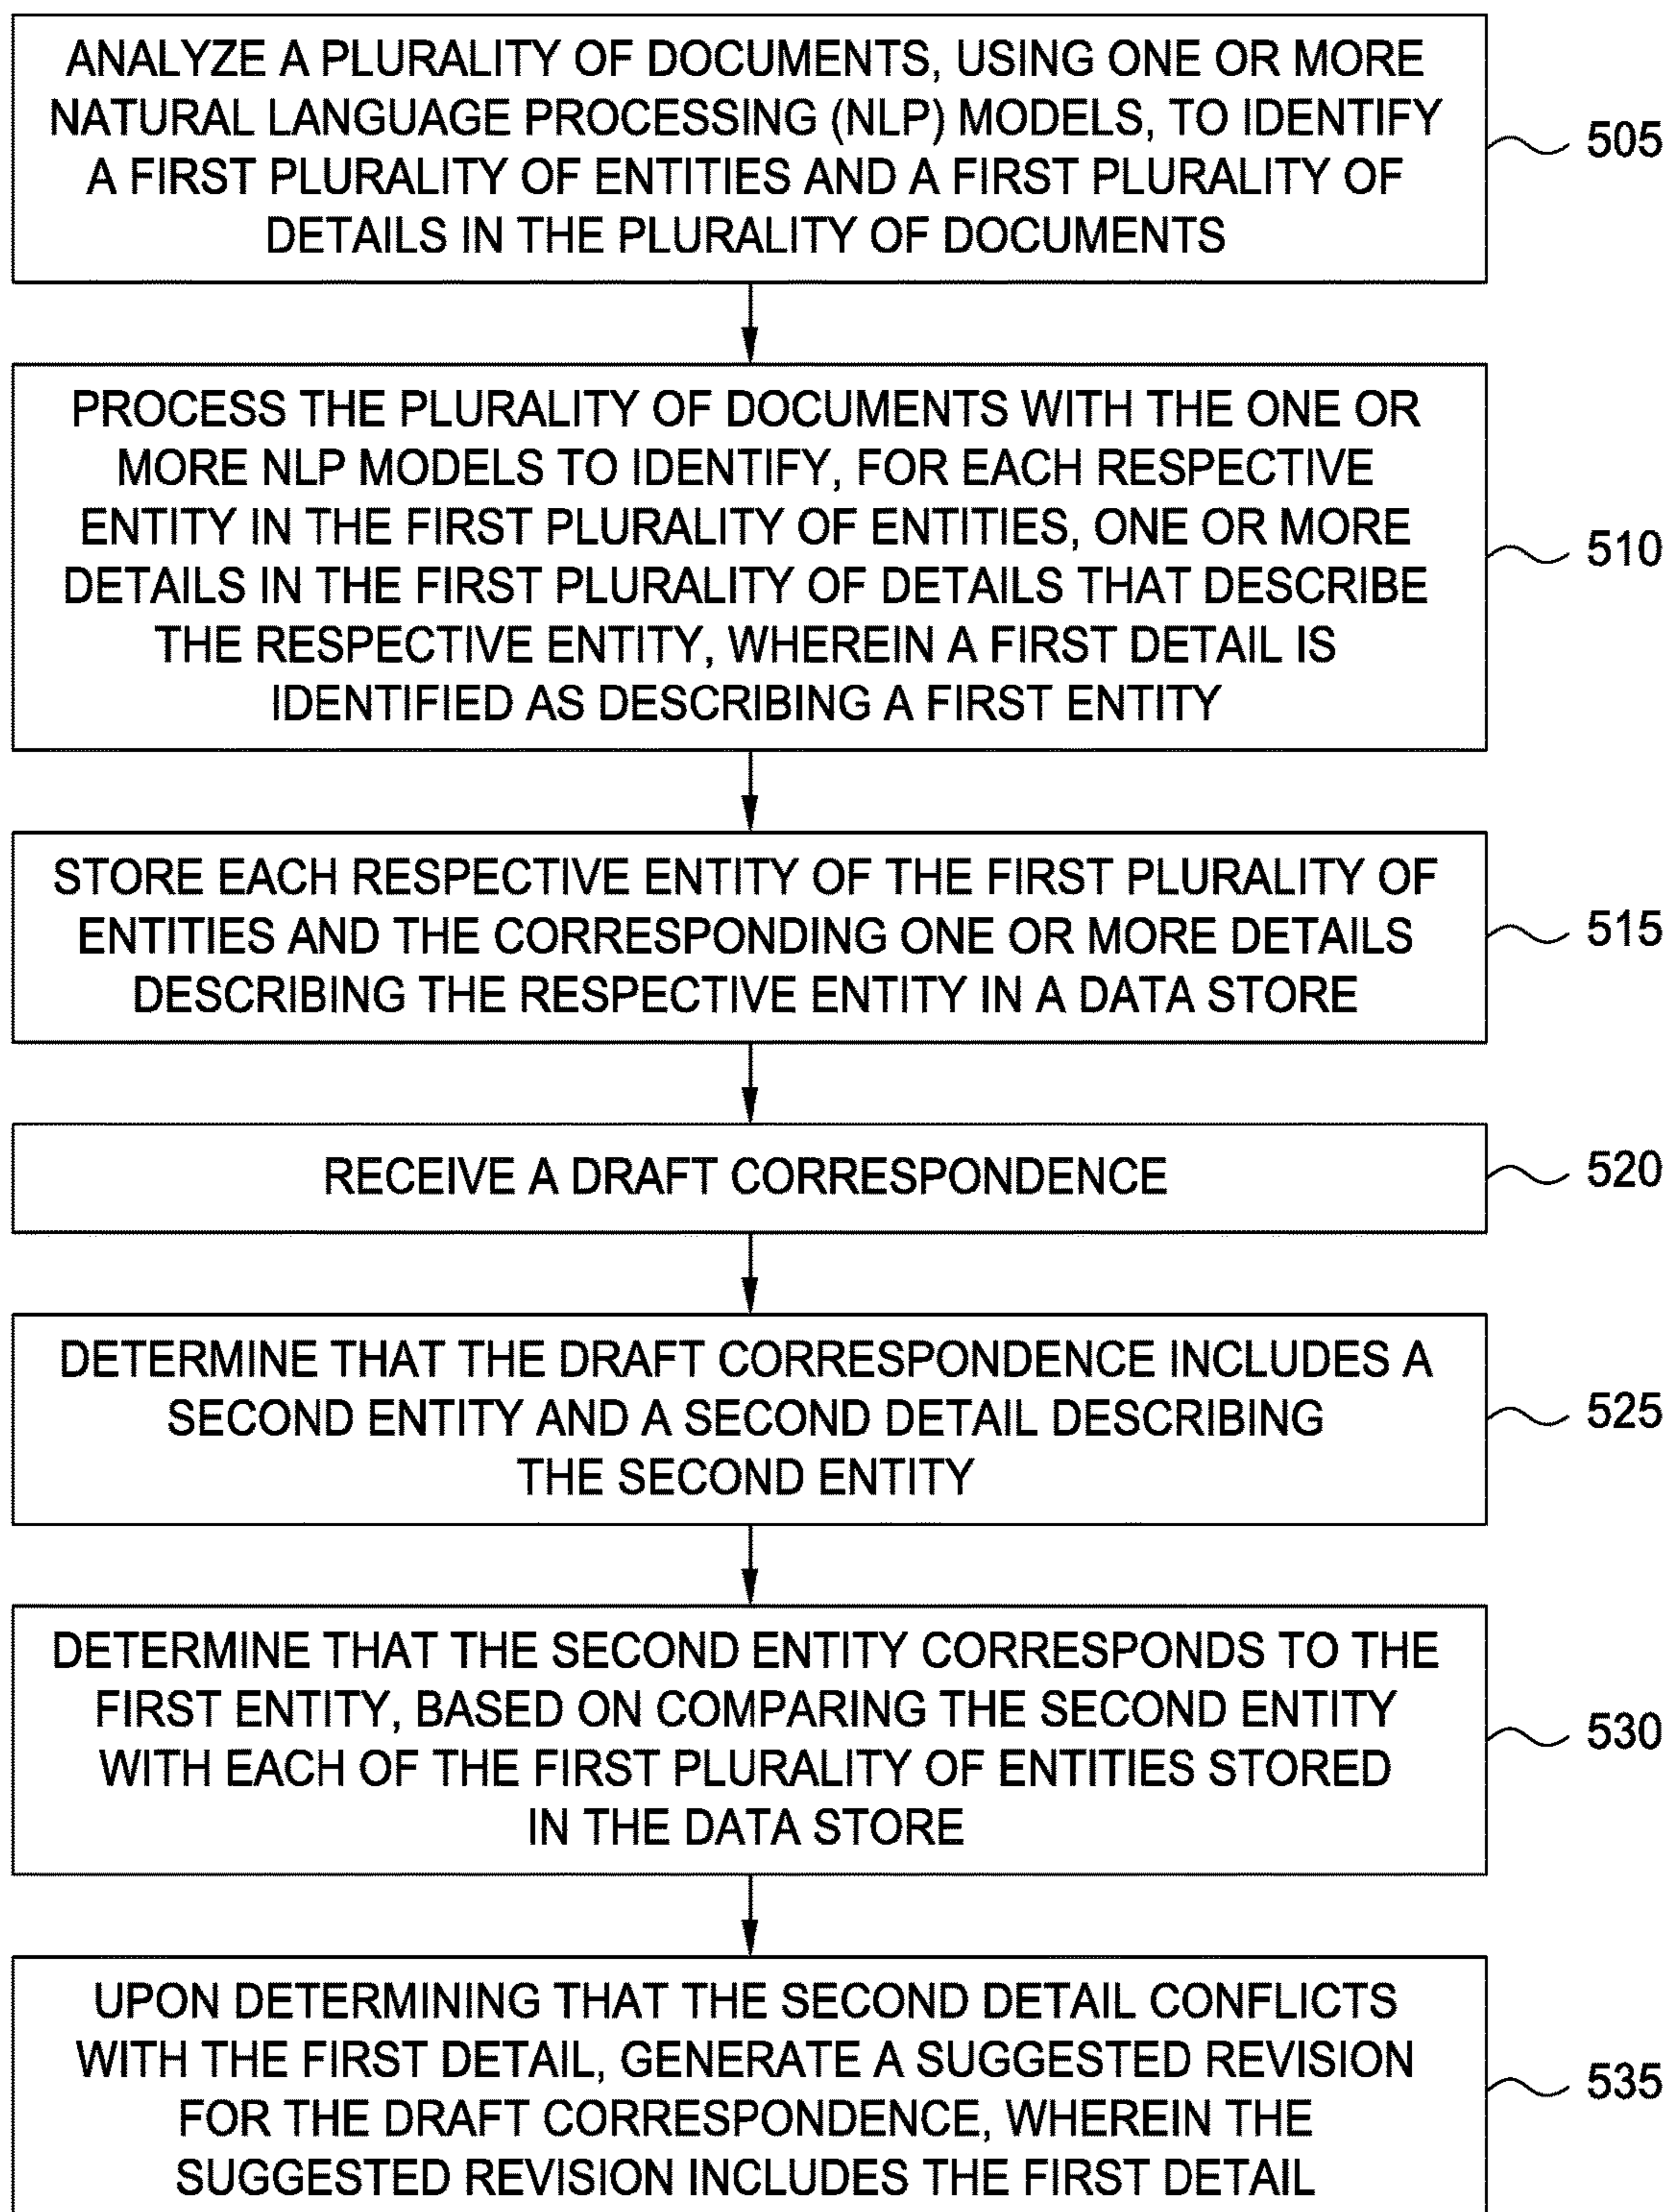 ANALYZE A PLURALITY OF DOCUMENTS, USING ONE OR MORE
NATURAL LANGUAGE PROCESSING (NLP) MODELS, TO IDENTIFY
A FIRST PLURALITY OF ENTITIES AND A FIRST PLURALITY OF
DETAILS IN THE PLURALITY OF DOCUMENTS
505
PROCESS THE PLURALITY OF DOCUMENTS WITH THE ONE OR
MORE NLP MODELS TO IDENTIFY, FOR EACH RESPECTIVE
ENTITY IN THE FIRST PLURALITY OF ENTITIES, ONE OR MORE
DETAILS IN THE FIRST PLURALITY OF DETAILS THAT DESCRIBE
THE RESPECTIVE ENTITY, WHEREIN A FIRST DETAIL IS
IDENTIFIED AS DESCRIBING A FIRST ENTITY
510
STORE EACH RESPECTIVE ENTITY OF THE FIRST PLURALITY OF
ENTITIES AND THE CORRESPONDING ONE OR MORE DETAILS
DESCRIBING THE RESPECTIVE ENTITY IN A DATA STORE
515
RECEIVE A DRAFT CORRESPONDENCE
520
DETERMINE THAT THE DRAFT CORRESPONDENCE INCLUDES A
SECOND ENTITY AND A SECOND DETAIL DESCRIBING
THE SECOND ENTITY
525
DETERMINE THAT THE SECOND ENTITY CORRESPONDS TO THE
FIRST ENTITY, BASED ON COMPARING THE SECOND ENTITY
WITH EACH OF THE FIRST PLURALITY OF ENTITIES STORED
IN THE DATA STORE
530
UPON DETERMINING THAT THE SECOND DETAIL CONFLICTS
WITH THE FIRST DETAIL, GENERATE A SUGGESTED REVISION
FOR THE DRAFT CORRESPONDENCE, WHEREIN THE
SUGGESTED REVISION INCLUDES THE FIRST DETAIL
535